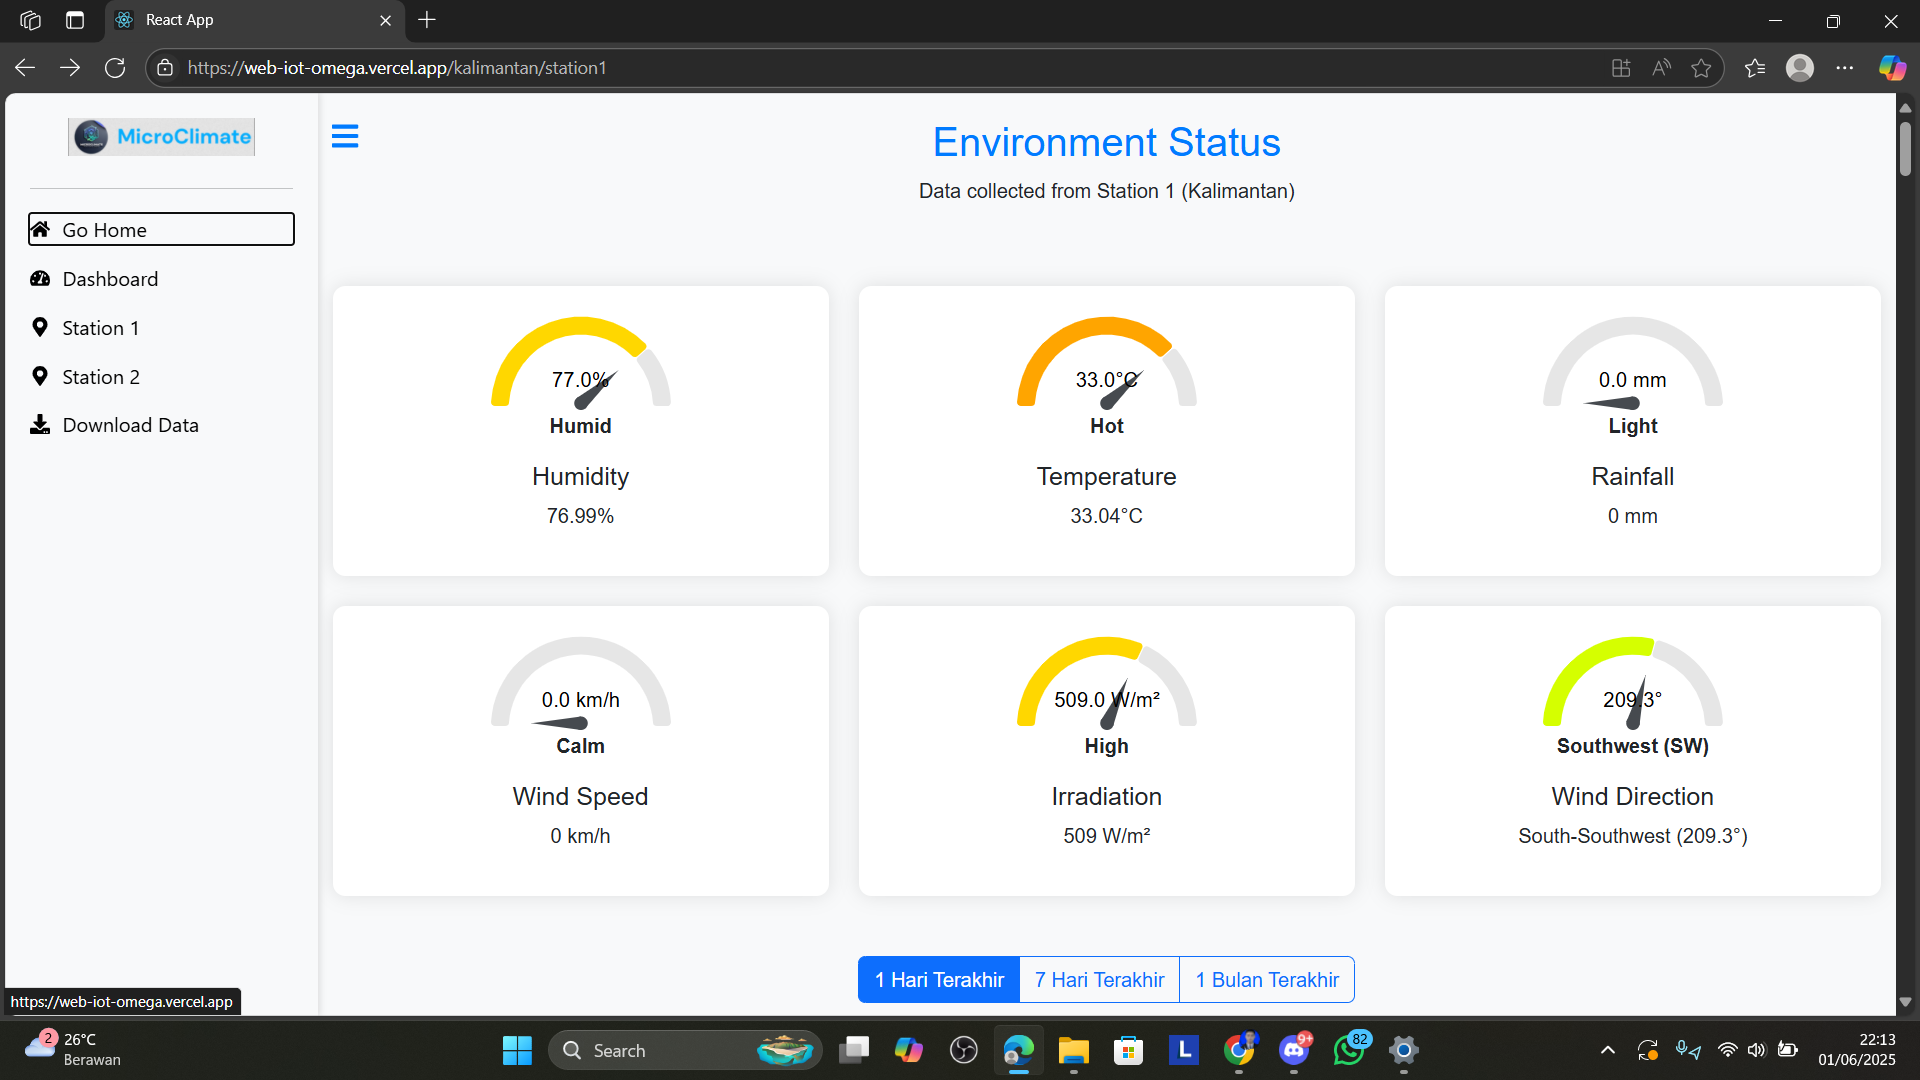 React App
https://web-iot-omega.vercel.app/kalimantan/station1
MicroClimate
Go Home
Dashboard
Station 1
Station 2
Download Data
Environment Status
Data collected from Station 1 (Kalimantan)
77.0%
Humid
Humidity
76.99%
33.0°C
Hot
Temperature
33.04°C
0.0 mm
Light
Rainfall
0 mm
0.0 km/h
Calm
Wind Speed
0 km/h
509.0 W/m²
High
Irradiation
509 W/m²
209.3°
Southwest (SW)
Wind Direction
South-Southwest (209.3°)
1 Hari Terakhir
7 Hari Terakhir
1 Bulan Terakhir
https://web-iot-omega.vercel.app
2
26°C
Berawan
Search
L
9+
82
22:13
01/06/2025